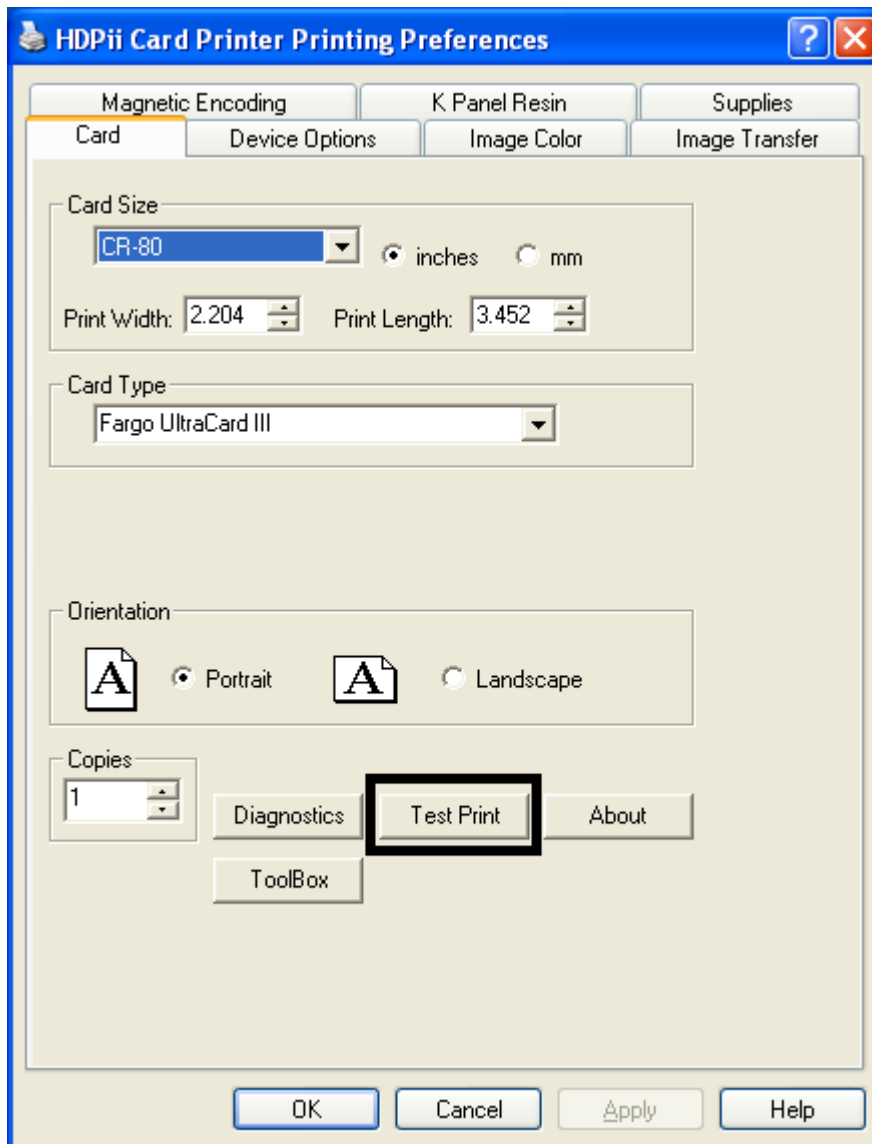 HDPii Card Printer Printing Preferences
Magnetic Encoding K Panel Resin Supplies
Card Device Options Image Color Image Transfer
Card Size
CR-80 inches mm
Print Width: 2.204 Print Length: 3.452
Card Type
Fargo UltraCard III
Orientation
A Portrait A Landscape
Copies
1
Diagnostics Test Print About
ToolBox
OK Cancel Apply Help